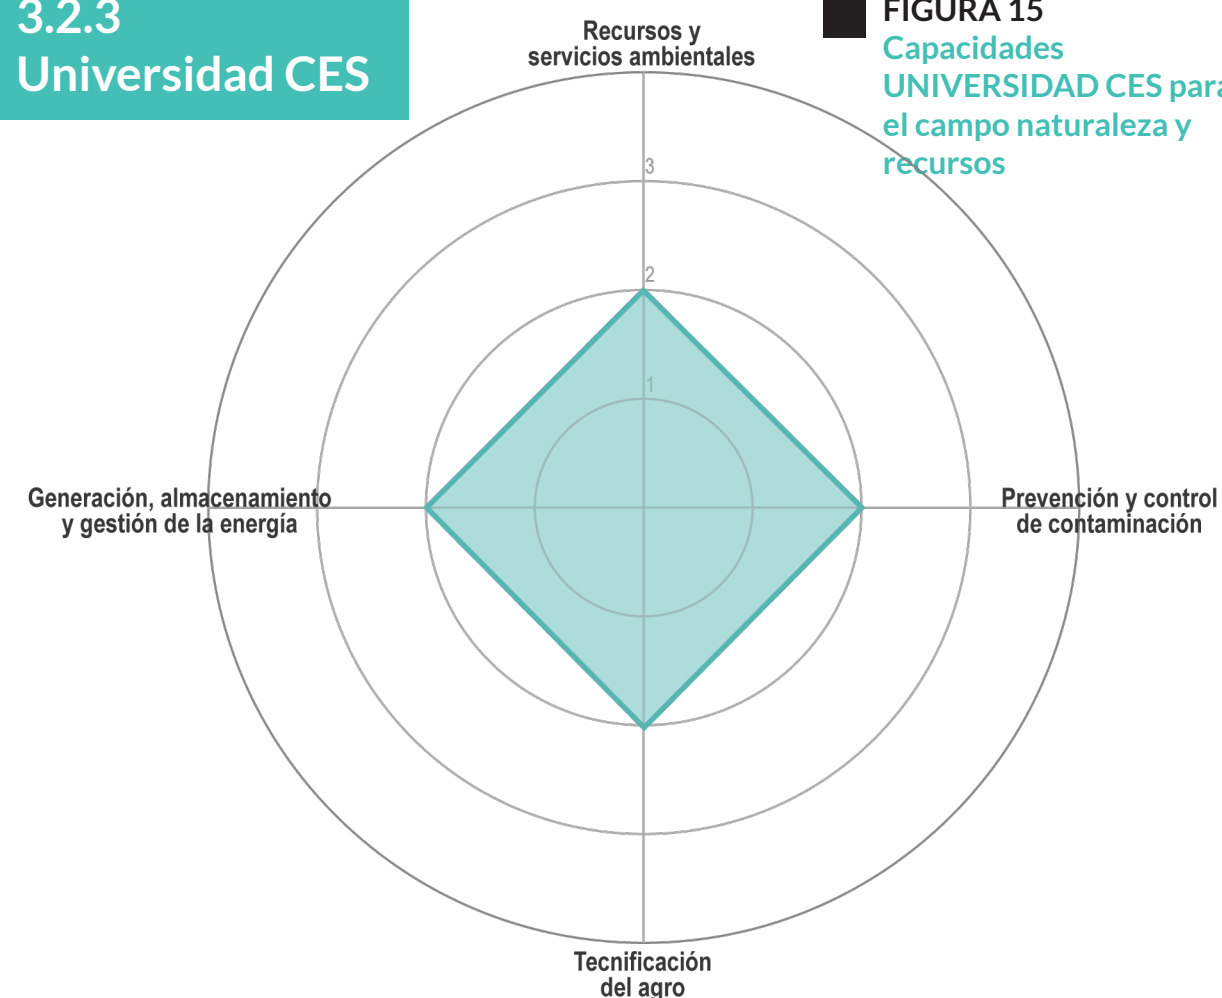 3.2.3
Universidad CES
FIGURA 15
Capacidades
UNIVERSIDAD CES para
el campo naturaleza y
recursos
Recursos y
servicios ambientales
3
2
1
Generación, almacenamiento
y gestión de la energía
Prevención y control
de contaminación
Tecnificación
del agro